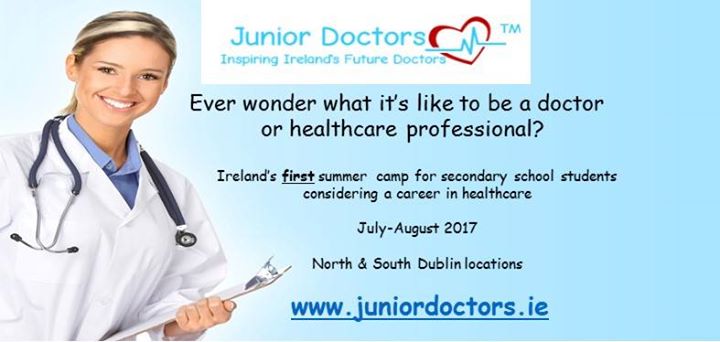 Junior Doctors TM
Inspiring Ireland's Future Doctors
Ever wonder what it's like to be a doctor
or healthcare professional?
Ireland's first summer camp for secondary school students
considering a career in healthcare
July-August 2017
North & South Dublin locations
www.juniordoctors.ie